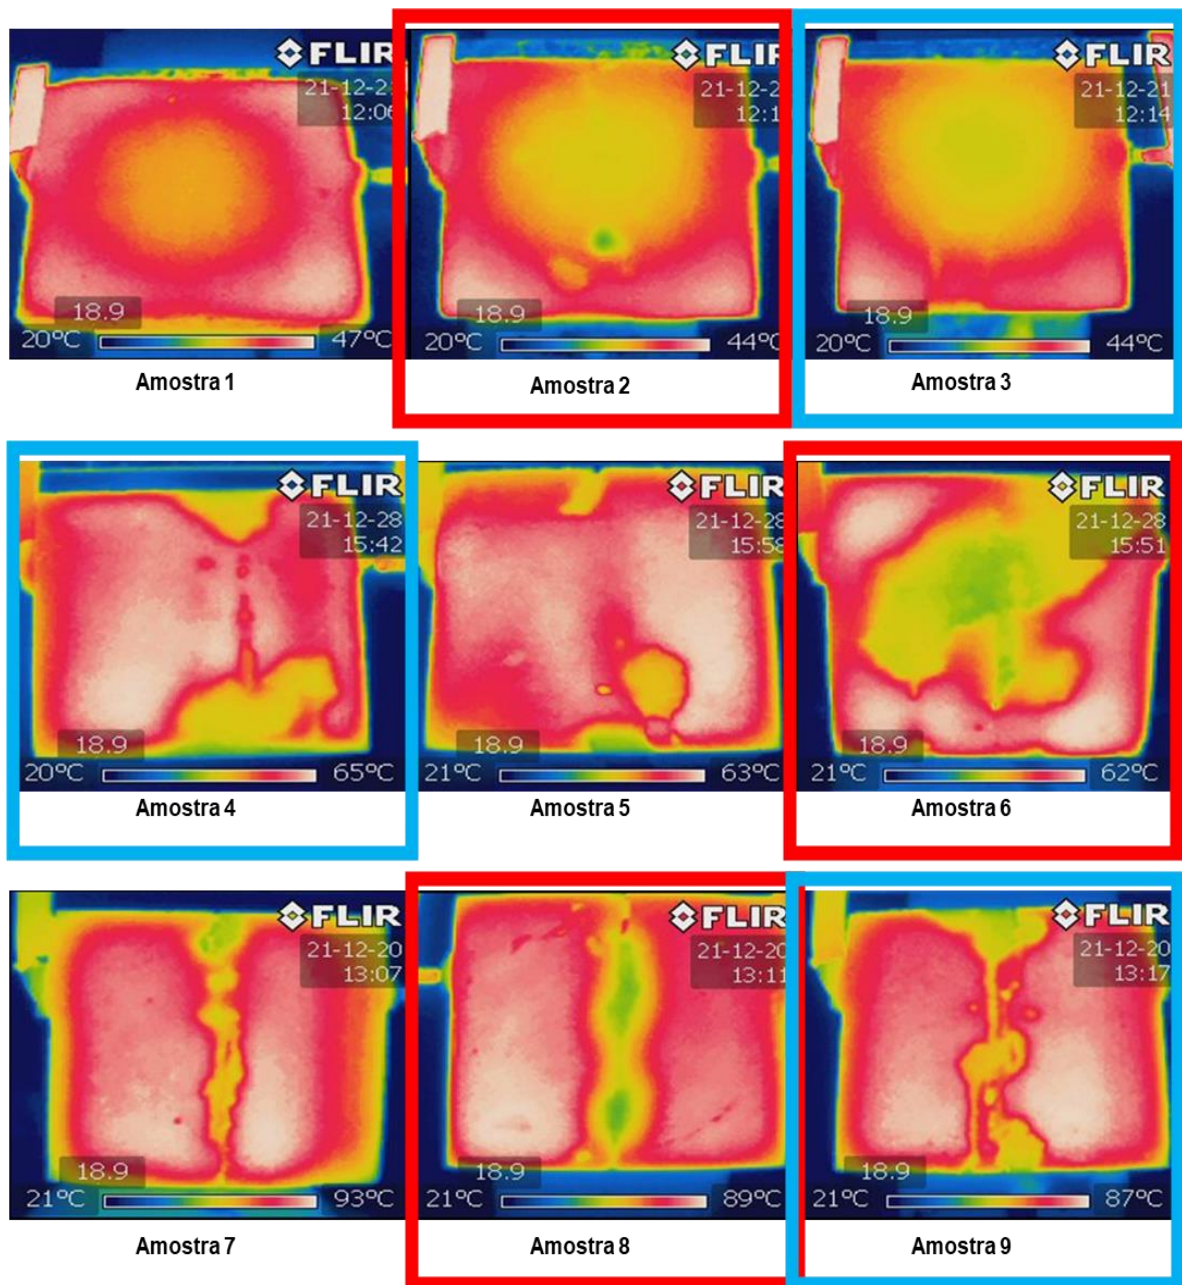 FLIR
21-12-21
12:06
18.9
20°C 47°C
Amostra 1
FLIR
21-12-2
12:1
18.9
20°C 44°C
Amostra 2
FLIR
21-12-21
12:14
18.9
20°C 44°C
Amostra 3
FLIR
21-12-28
15:42
18.9
20°C 65°C
Amostra 4
FLIR
21-12-28
15:58
18.9
21°C 63°C
Amostra 5
FLIR
21-12-28
15:51
18.9
21°C 62°C
Amostra 6
FLIR
21-12-20
13:07
18.9
21°C 93°C
Amostra 7
FLIR
21-12-20
13:11
18.9
21°C 89°C
Amostra 8
FLIR
21-12-20
13:17
18.9
21°C 87°C
Amostra 9